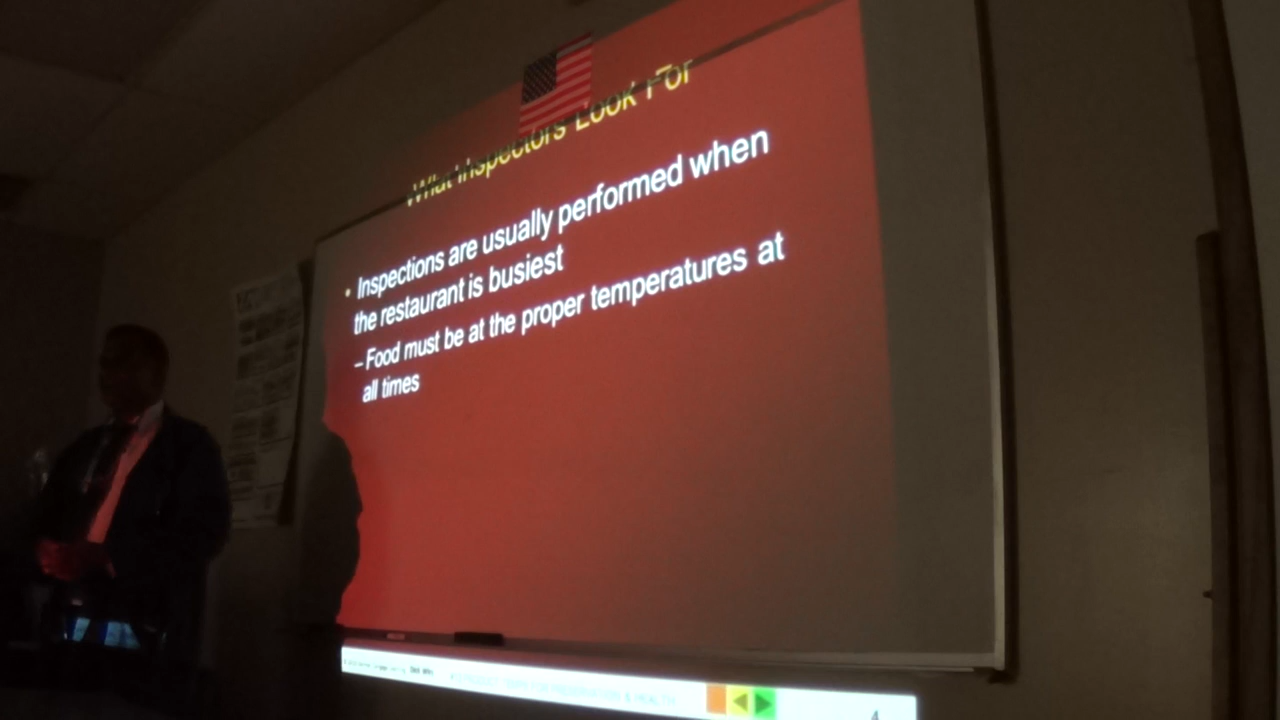 What Inspectors Look For
• Inspections are usually performed when
the restaurant is busiest
– Food must be at the proper temperatures at
all times
4